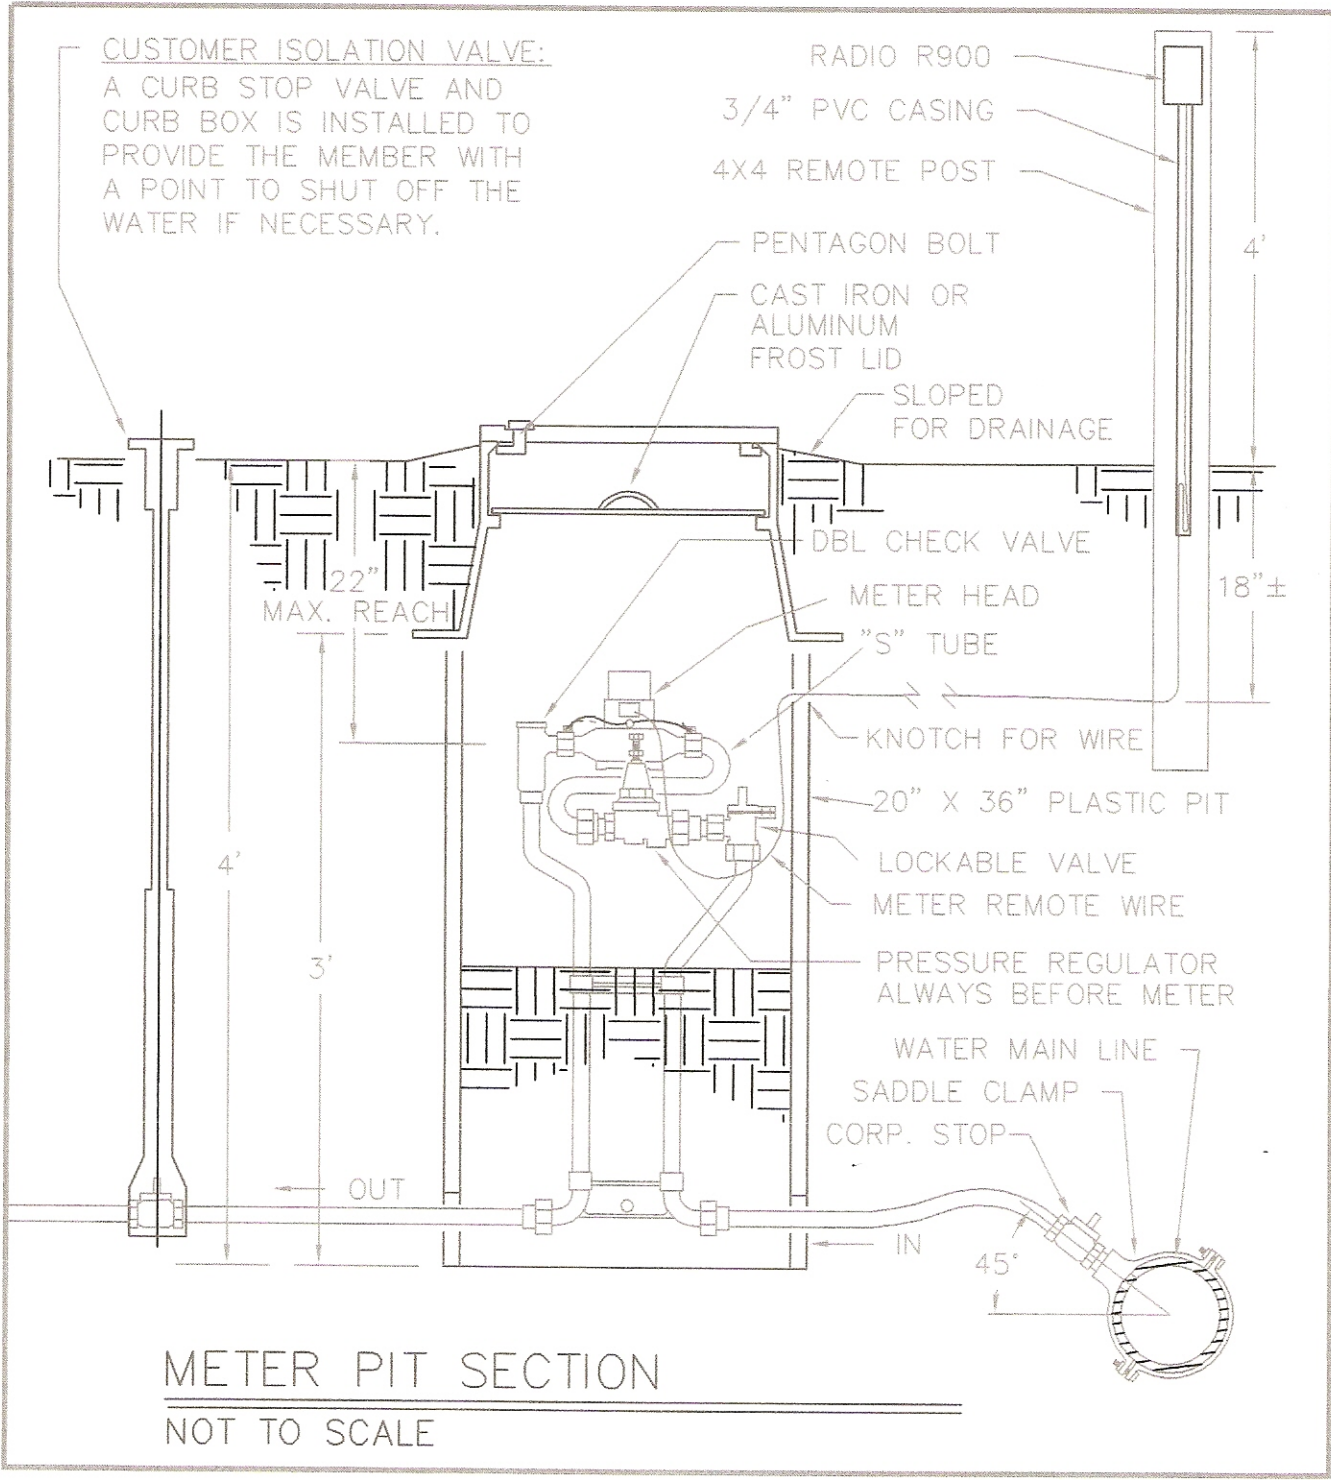 CUSTOMER ISOLATION VALVE:
A CURB STOP VALVE AND
CURB BOX IS INSTALLED TO
PROVIDE THE MEMBER WITH
A POINT TO SHUT OFF THE
WATER IF NECESSARY.
RADIO R900
3/4" PVC CASING
4X4 REMOTE POST
PENTAGON BOLT
4'
CAST IRON OR
ALUMINUM
FROST LID
SLOPED
FOR DRAINAGE
DBL CHECK VALVE
22"
MAX. REACH
18"±
METER HEAD
"S" TUBE
KNOTCH FOR WIRE
20" X 36" PLASTIC PIT
4'
LOCKABLE VALVE
METER REMOTE WIRE
3'
PRESSURE REGULATOR
ALWAYS BEFORE METER
WATER MAIN LINE
SADDLE CLAMP
CORP. STOP
OUT
IN
45°
METER PIT SECTION
NOT TO SCALE